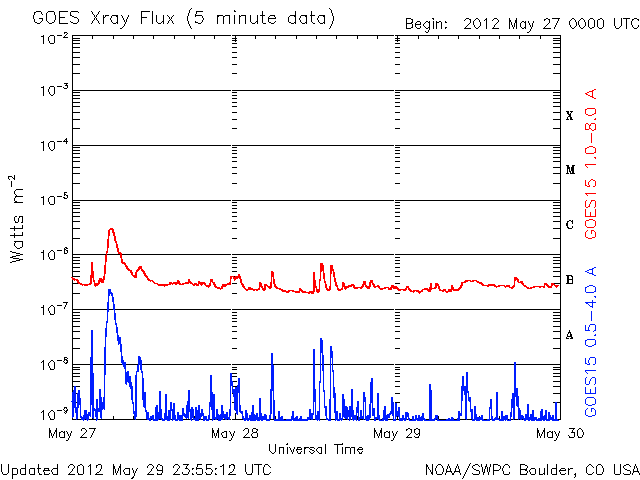 GOES Xray Flux (5 minute data)
Begin: 2012 May 27 0000 UTC
10⁻²
10⁻³
10⁻⁴
10⁻⁵
10⁻⁶
10⁻⁷
10⁻⁸
10⁻⁹
Watts m⁻²
X
M
C
B
A
GOES15 1.0-8.0 A
GOES15 0.5-4.0 A
May 27
May 28
May 29
May 30
Universal Time
Updated 2012 May 29 23:55:12 UTC
NOAA/SWPC Boulder, CO USA